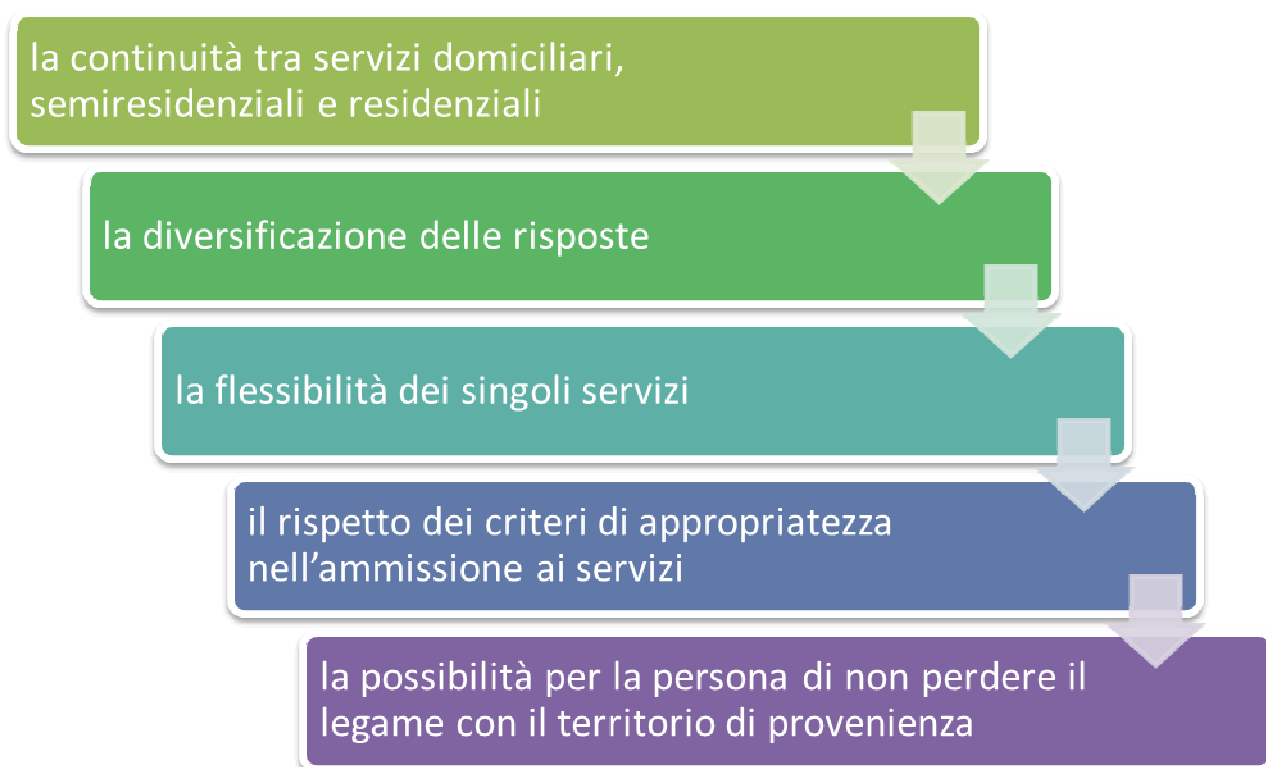 la continuità tra servizi domiciliari,
semiresidenziali e residenziali
la diversificazione delle risposte
la flessibilità dei singoli servizi
il rispetto dei criteri di appropriatezza
nell’ammissione ai servizi
la possibilità per la persona di non perdere il
legame con il territorio di provenienza